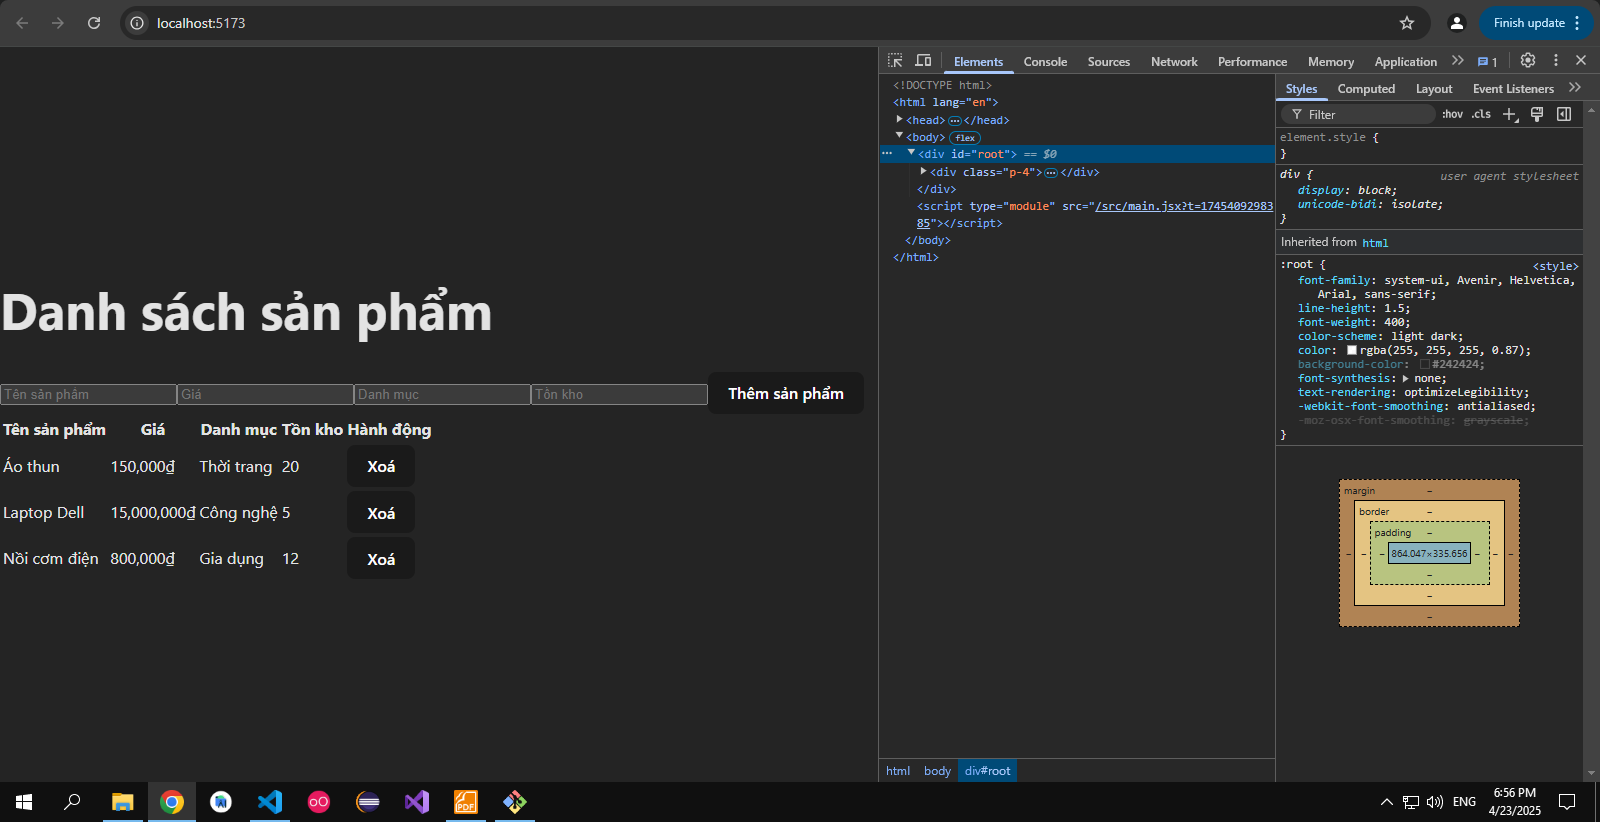 localhost:5173
Finish update
Danh sách sản phẩm
Tên sản phẩm Giá Danh mục Tồn kho Thêm sản phẩm
Tên sản phẩm Giá Danh mục Tồn kho Hành động
Áo thun 150,000₫ Thời trang 20 Xoá
Laptop Dell 15,000,000₫ Công nghệ 5 Xoá
Nồi cơm điện 800,000₫ Gia dụng 12 Xoá
Elements Console Sources Network Performance Memory Application 1
<!DOCTYPE html>
<html lang="en">
<head>…</head>
<body> flex
<div id="root"> == $0
<div class="p-4">…</div>
</div>
<script type="module" src="/src/main.jsx?t=17454092983
85"></script>
</body>
</html>
html body div#root
Styles Computed Layout Event Listeners
Filter :hov .cls
element.style {
}
div { user agent stylesheet
display: block;
unicode-bidi: isolate;
}
Inherited from html
:root { <style>
font-family: system-ui, Avenir, Helvetica,
Arial, sans-serif;
line-height: 1.5;
font-weight: 400;
color-scheme: light dark;
color: rgba(255, 255, 255, 0.87);
background-color: #242424;
font-synthesis: none;
text-rendering: optimizeLegibility;
-webkit-font-smoothing: antialiased;
-moz-osx-font-smoothing: grayscale;
}
margin –
border –
padding –
– – – 864.047×335.656 – – –
–
–
–
ENG
6:56 PM
4/23/2025
PDF